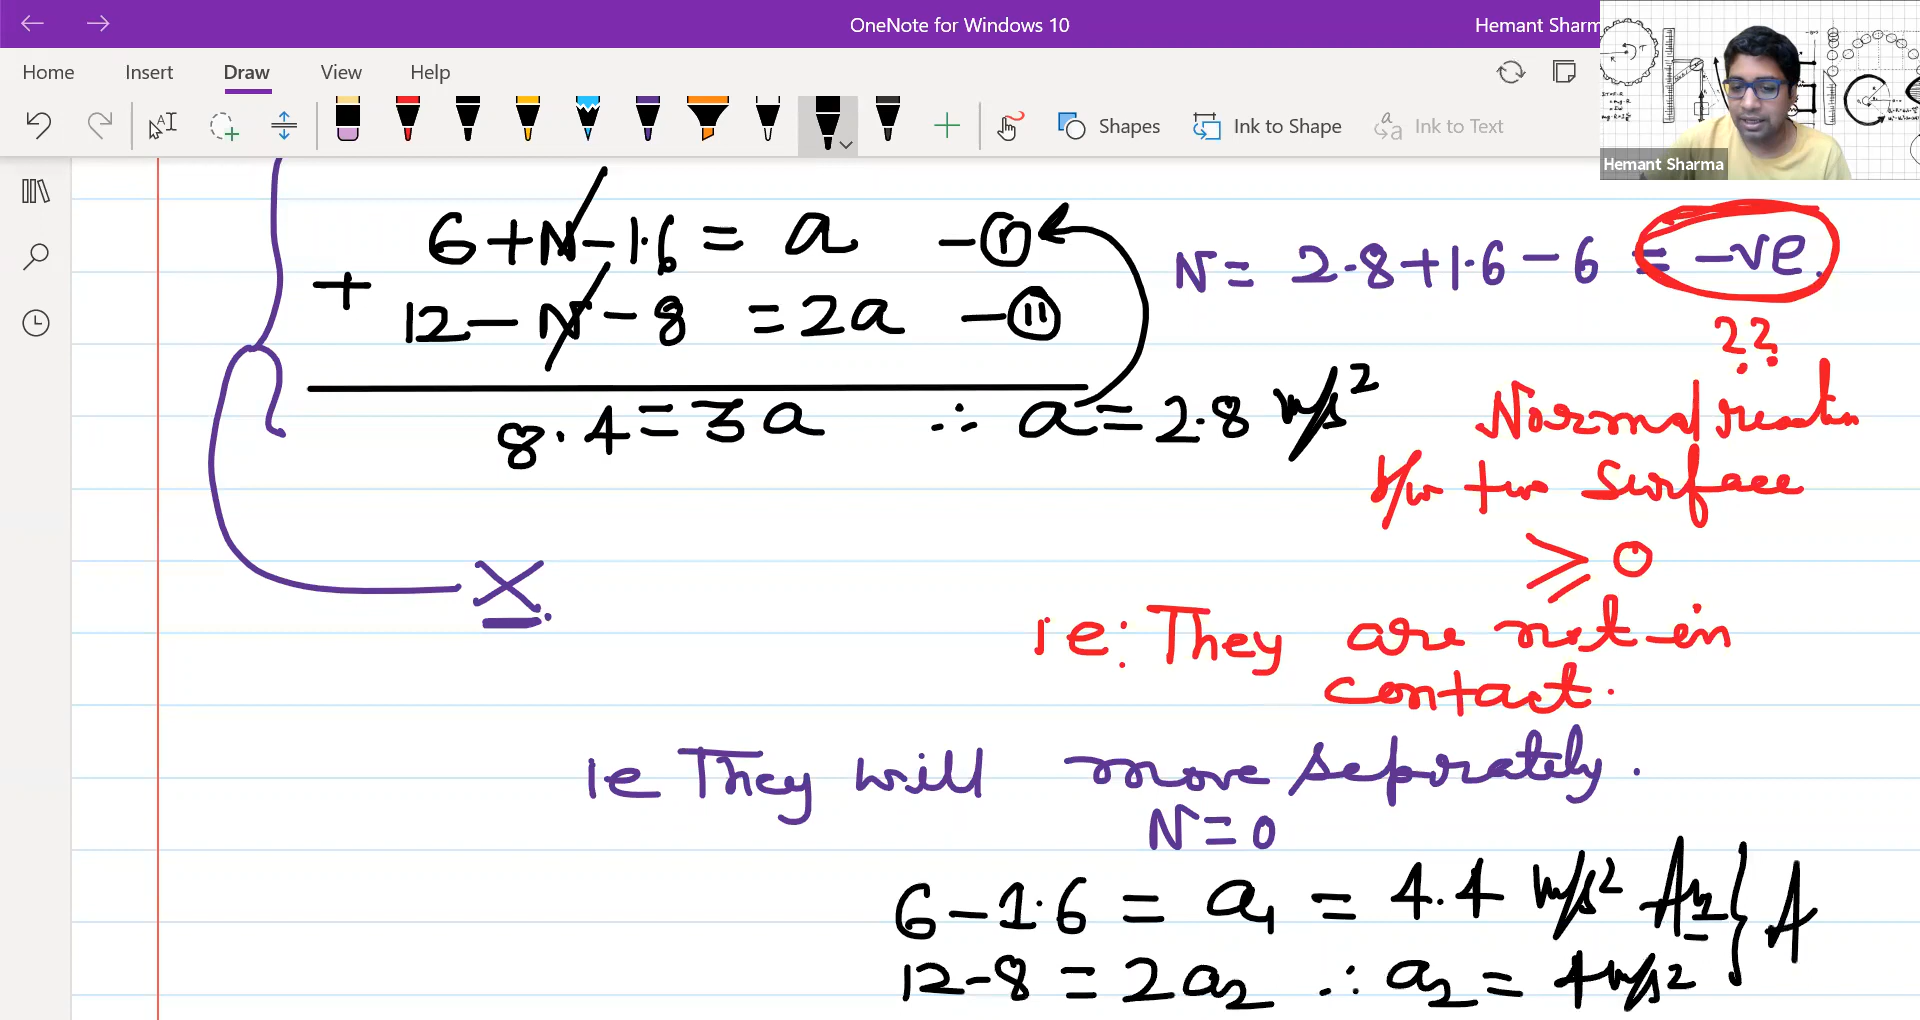 OneNote for Windows 10
Hemant Sharm
Home Insert Draw View Help
Shapes Ink to Shape Ink to Text
Hemant Sharma
6 + N - 1.6 = a - (i)
+
12 - N - 8 = 2a - (ii)
8.4 = 3a ∴ a = 2.8 m/s²
N = 2.8 + 1.6 - 6 = -ve.
??
Normal reaction
b/w two surface
≥ 0
X.
ie: They are not in
contact.
ie They will move seprately.
N = 0
6 - 1.6 = a₁ = 4.4 m/s²
12 - 8 = 2a₂ ∴ a₂ = 4 m/s²